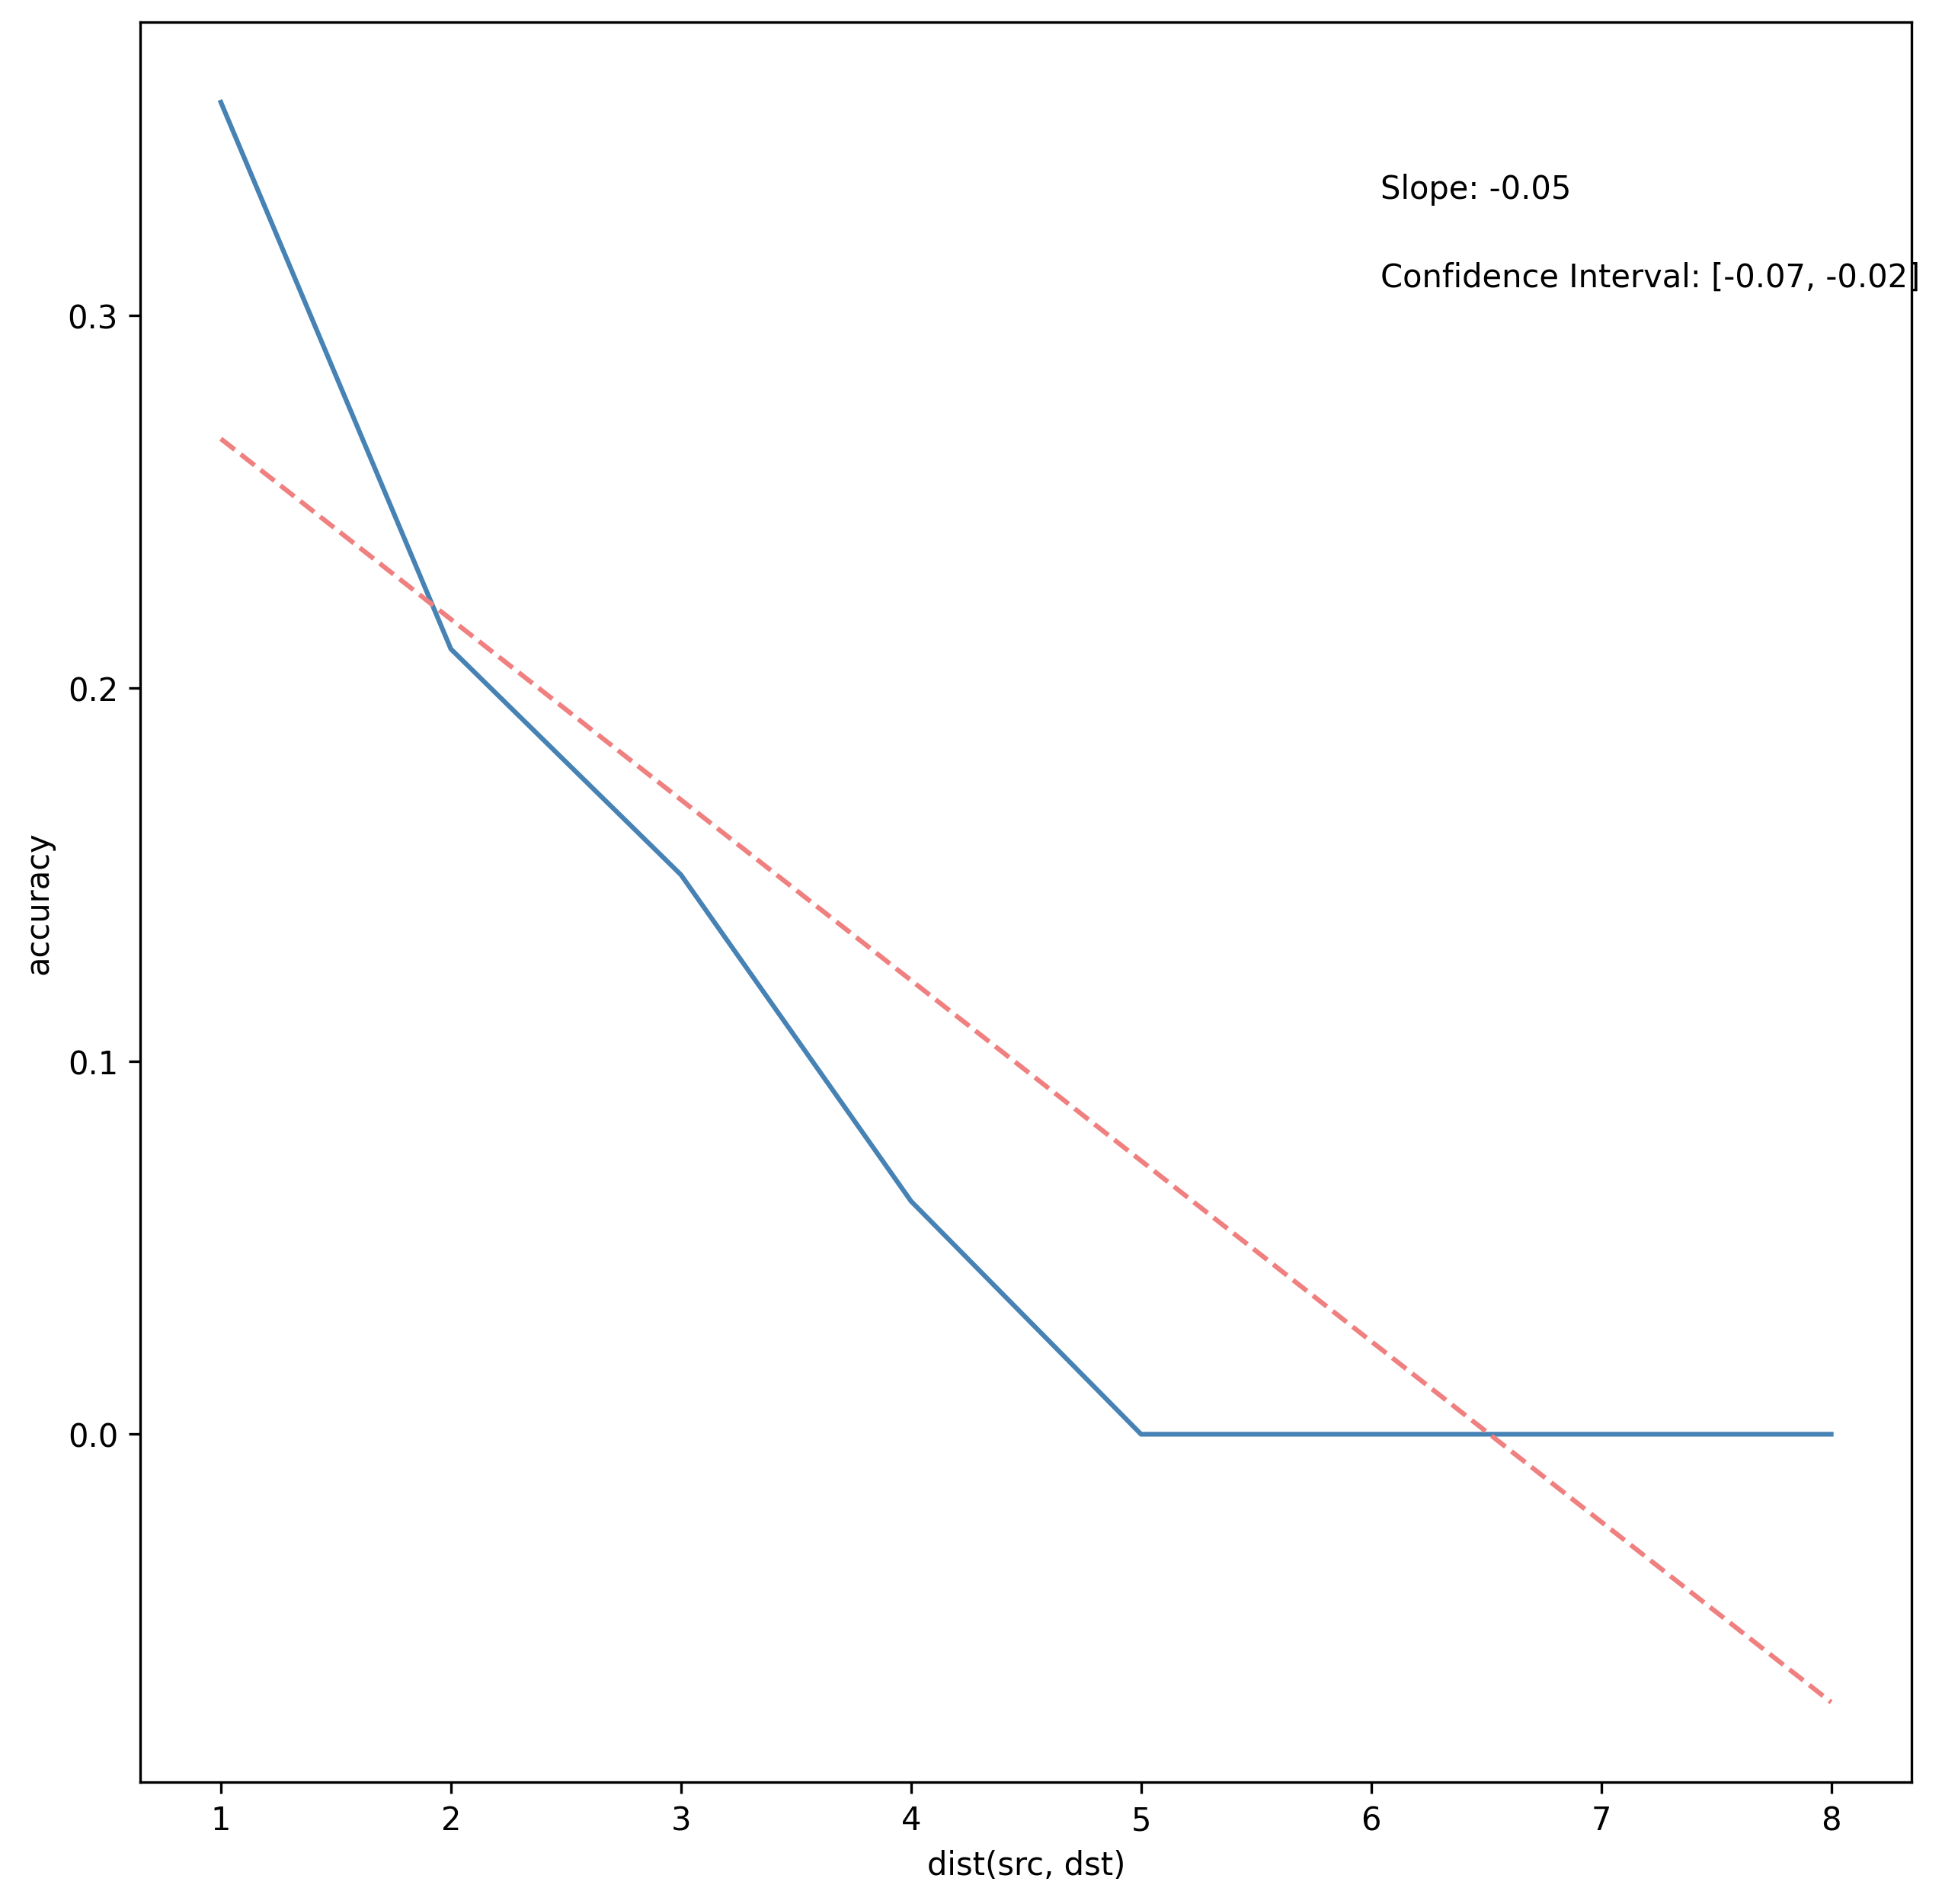 Slope: -0.05
Confidence Interval: [-0.07, -0.02]
0.3
0.2
0.1
0.0
accuracy
1 2 3 4 5 6 7 8
dist(src, dst)